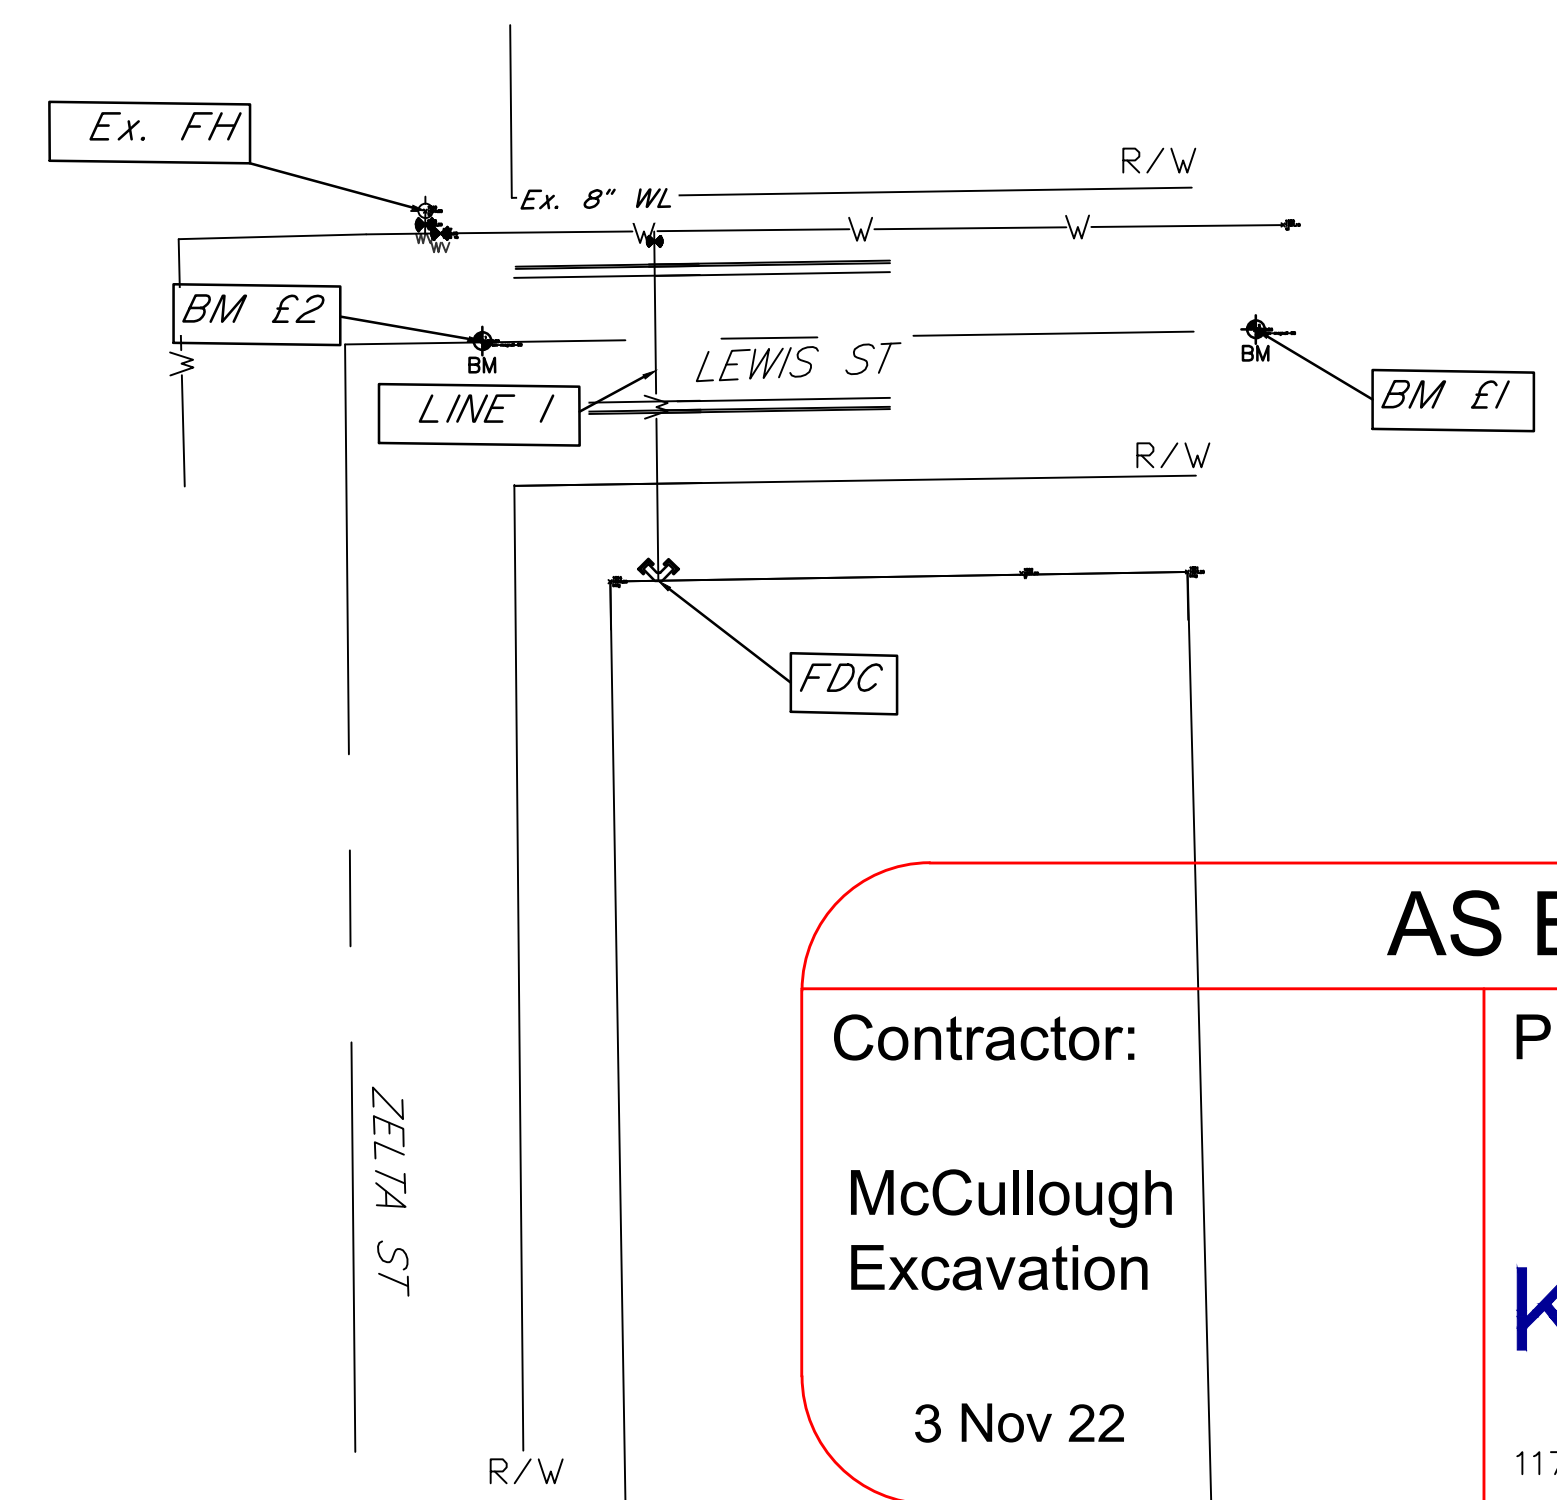 Ex. FH
R/W
Ex. 8" WL
W W W
WV
WV
BM £2
BM
LEWIS ST
BM
BM £1
LINE 1
W
W
R/W
FDC
AS
Contractor:
McCullough
Excavation
3 Nov 22
ZELTA ST
R/W